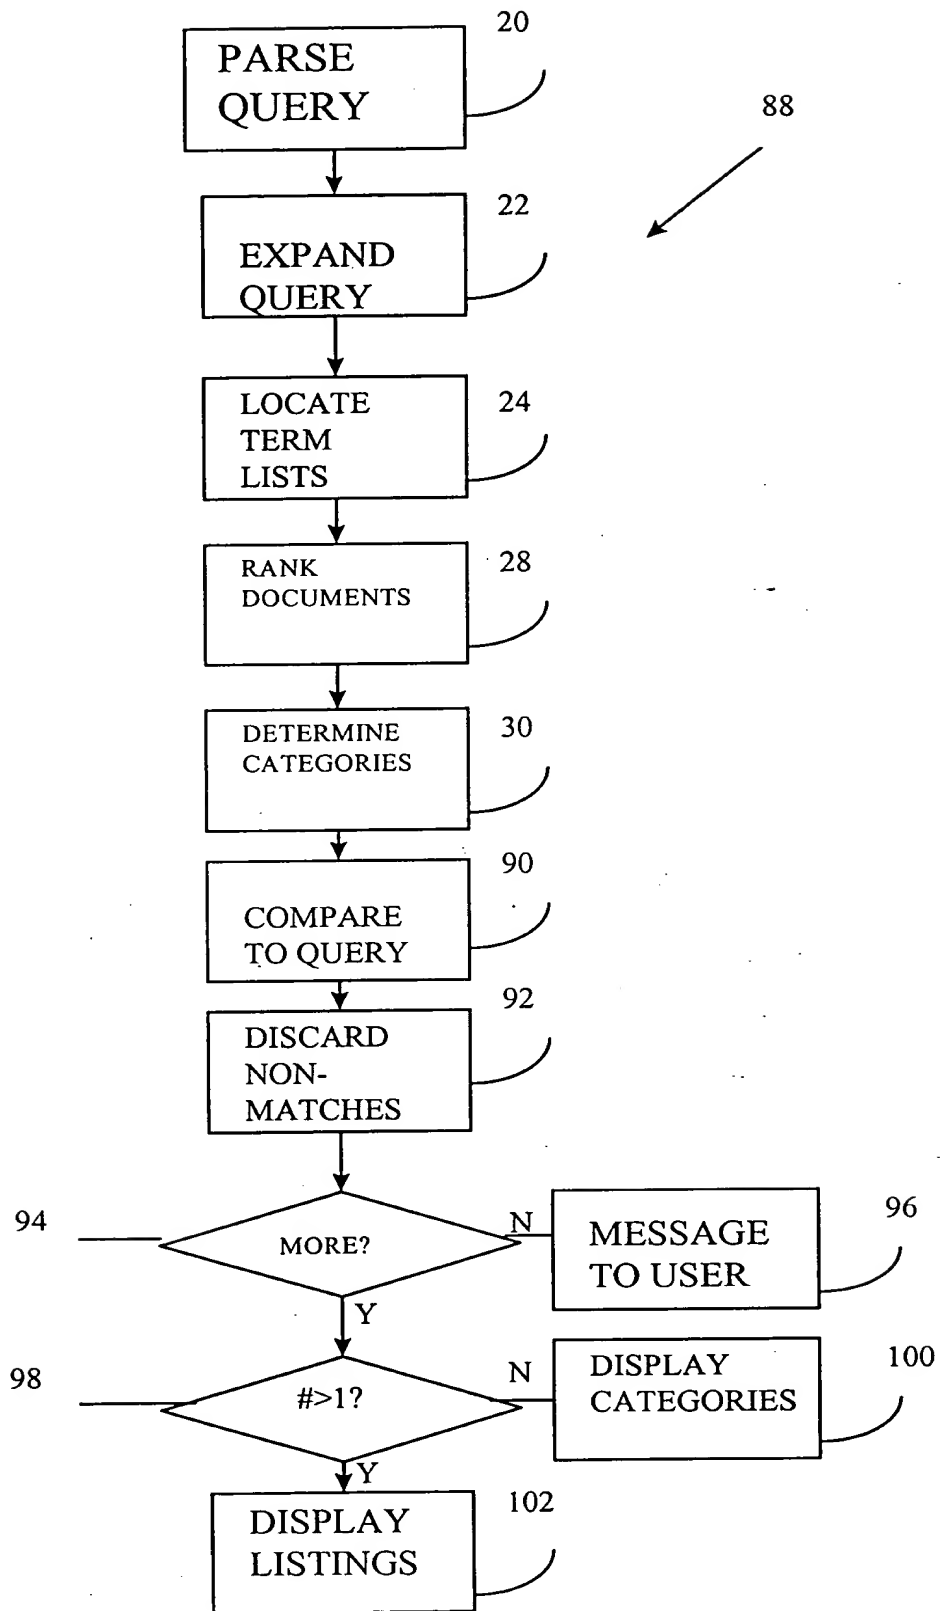 20
PARSE
QUERY
88
22
EXPAND
QUERY
24
LOCATE
TERM
LISTS
28
RANK
DOCUMENTS
30
DETERMINE
CATEGORIES
90
COMPARE
TO QUERY
92
DISCARD
NON-
MATCHES
94
MORE?
N
96
MESSAGE
TO USER
Y
98
#>1?
N
100
DISPLAY
CATEGORIES
Y
102
DISPLAY
LISTINGS